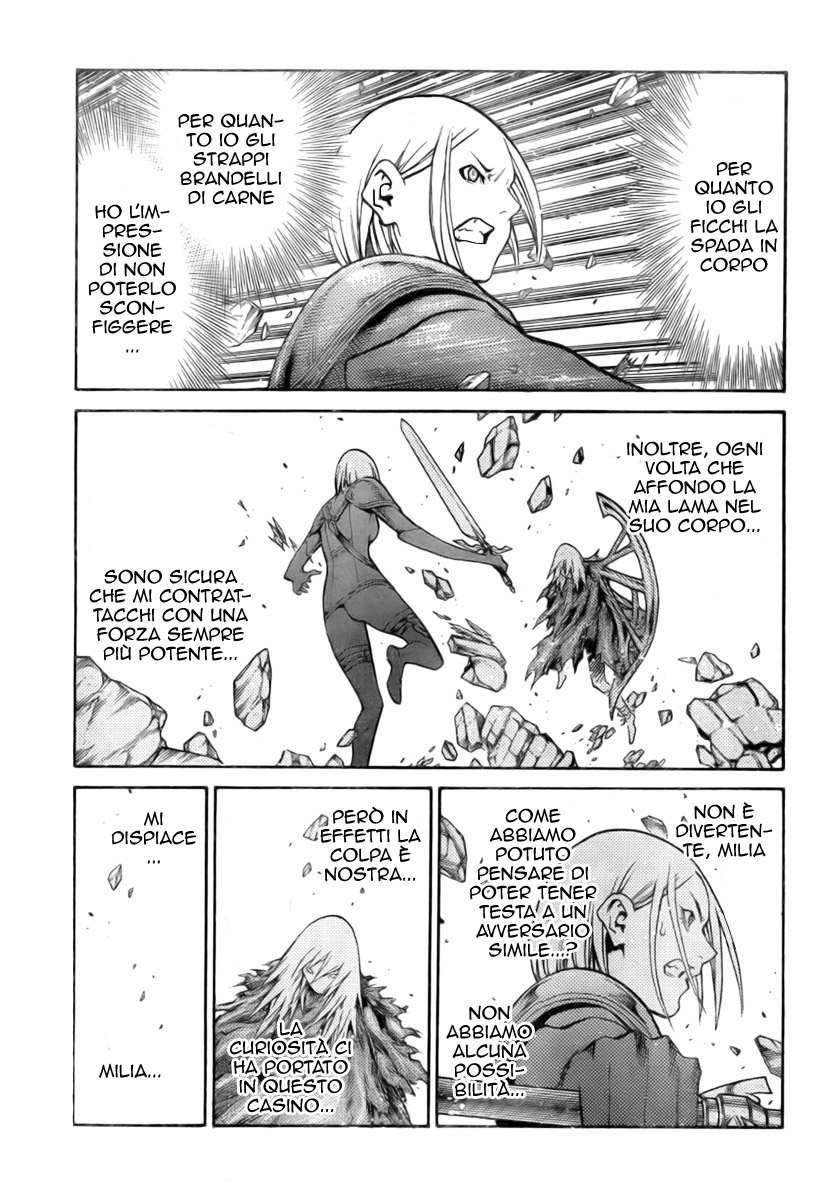 PER
QUANTO
IO GLI
FICCHI LA
SPADA IN
CORPO
PER QUAN-
TO IO GLI
STRAPPI
BRANDELLI
DI CARNE
HO L'IM-
PRES-
SIONE
DI NON
POTERLO
SCON-
FIGGERE
...
INOLTRE, OGNI
VOLTA CHE
AFFONDO LA
MIA LAMA NEL
SUO CORPO...
SONO SICURA
CHE MI CONTRAT-
TACCHI CON UNA
FORZA SEMPRE
PIÙ POTENTE...
NON È
DIVERTEN-
TE, MILIA
COME
ABBIAMO
POTUTO
PENSARE DI
POTER TENER
TESTA A UN
AVVERSARIO
SIMILE...?
NON
ABBIAMO
ALCUNA
POSSI-
BILITÀ...
PERÒ IN
EFFETTI LA
COLPA È
NOSTRA...
LA
CURIOSITÀ CI
HA PORTATO
IN QUESTO
CASINO...
MI
DISPIACE
...
MILIA...